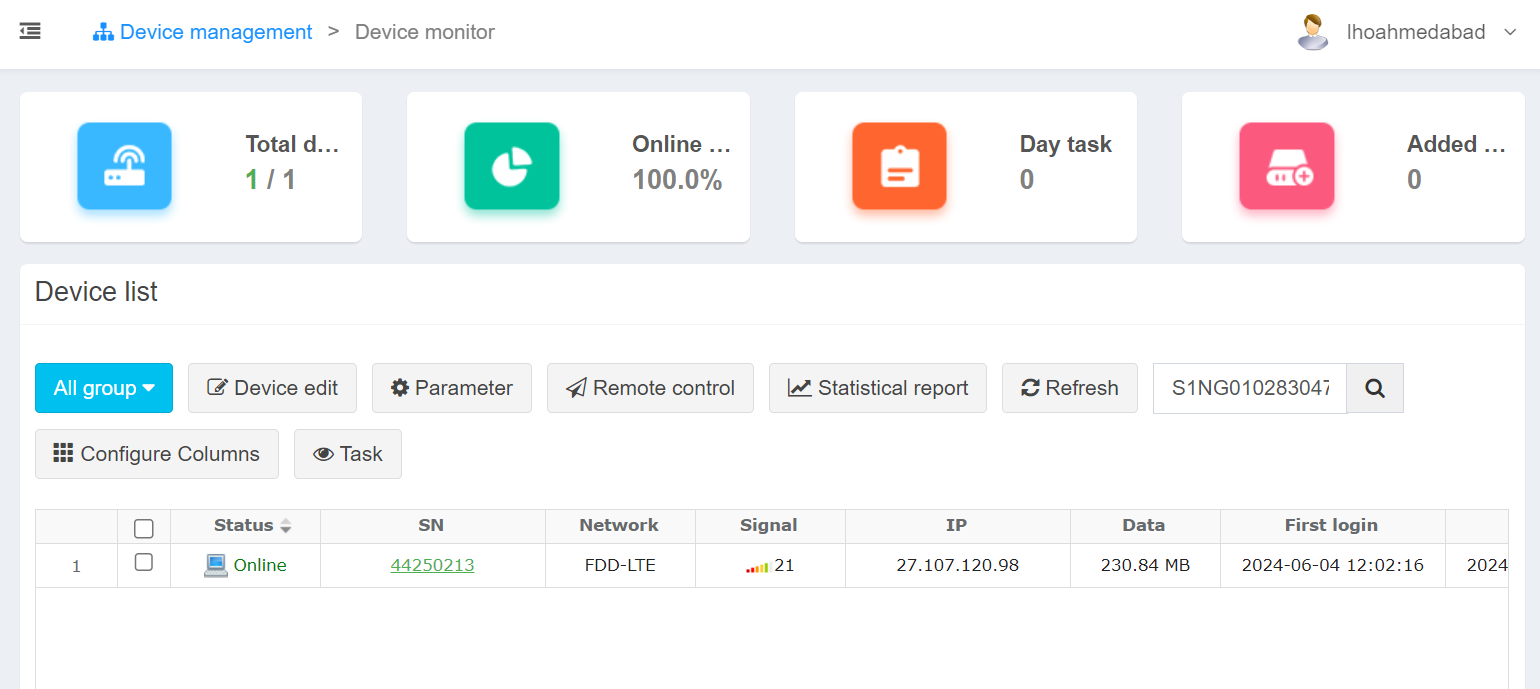 Device management > Device monitor
lhoahmedabad
Total d...
1 / 1
Online ...
100.0%
Day task
0
Added ...
0
Device list
All group
Device edit
Parameter
Remote control
Statistical report
Refresh
S1NG010283047
Configure Columns
Task
Status SN Network Signal IP Data First login
1 Online 44250213 FDD-LTE 21 27.107.120.98 230.84 MB 2024-06-04 12:02:16 2024